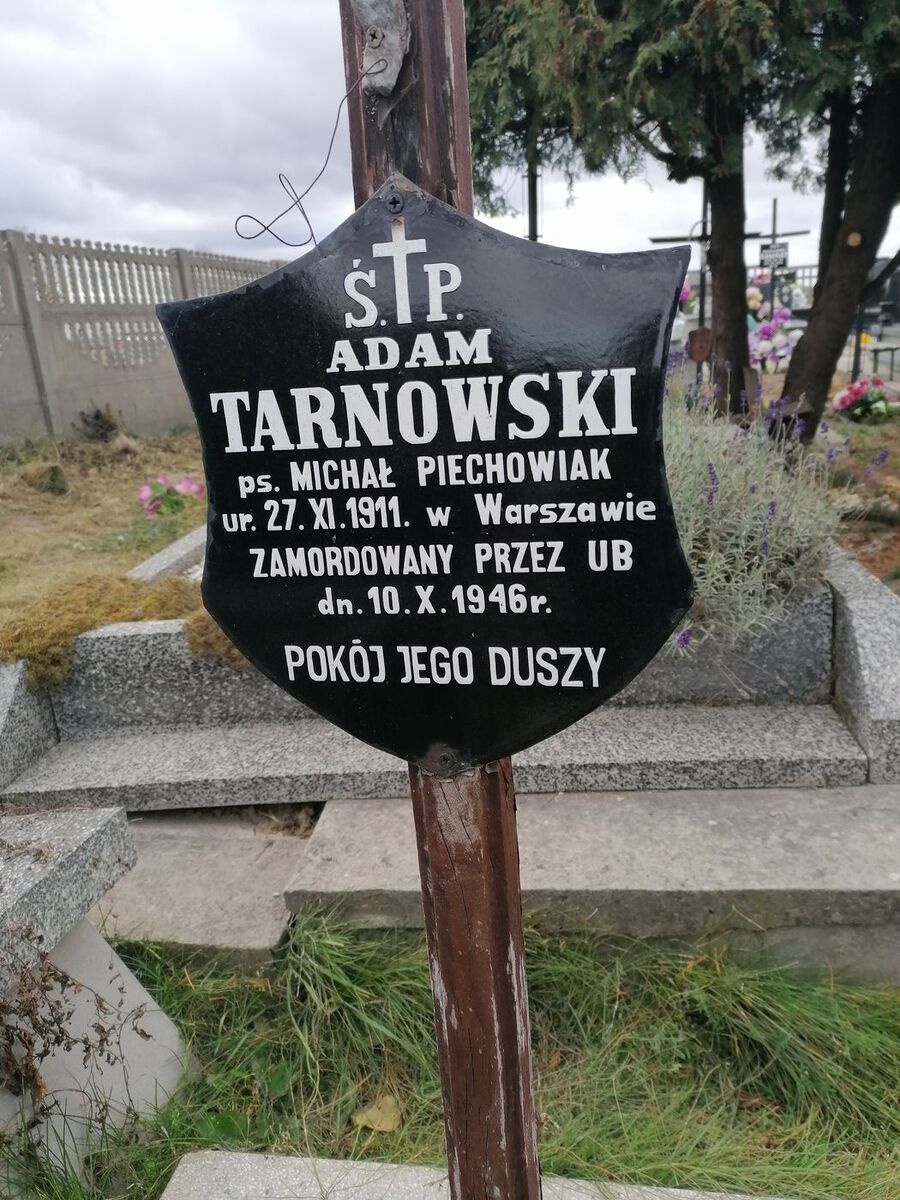 Ś. P.
ADAM
TARNOWSKI
ps. MICHAŁ PIECHOWIAK
ur. 27. XI. 1911. w Warszawie
ZAMORDOWANY PRZEZ UB
dn. 10. X. 1946r.
POKÓJ JEGO DUSZY